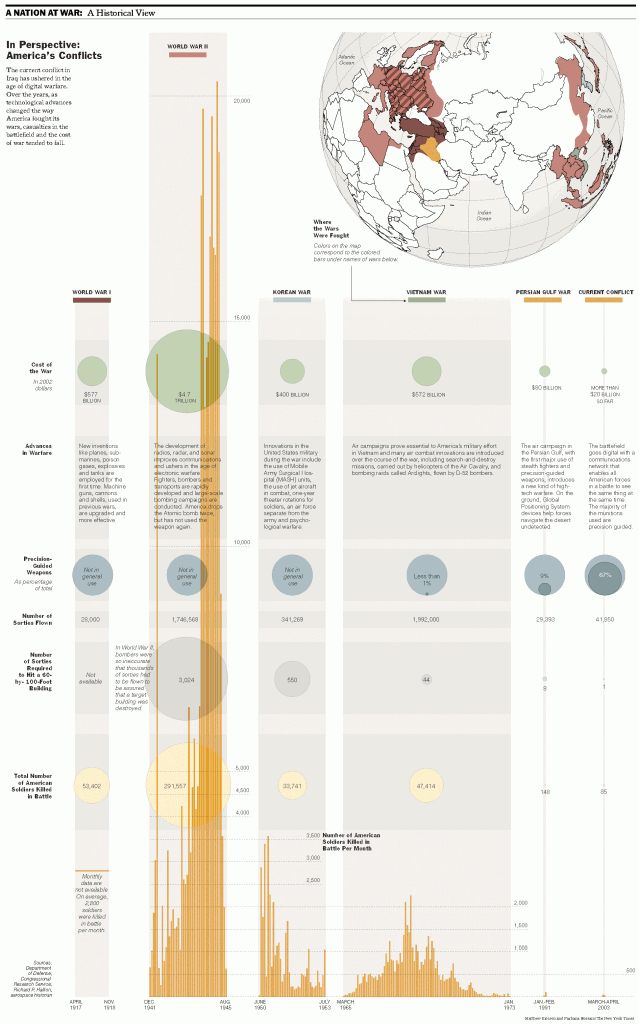 A NATION AT WAR: A Historical View
In Perspective:
America's Conflicts
The current conflict in
Iraq has ushered in the
age of digital warfare.
Over the years, as
technological advances
changed the way
America fought its
wars, casualties in the
battlefield and the cost
of war tended to fall.
WORLD WAR II
20,000
15,000
10,000
5,000
4,500
4,000
3,500
3,000
2,500
2,000
1,500
1,000
500
Atlantic
Ocean
Pacific
Ocean
Indian
Ocean
Where
the Wars
Were Fought
Colors on the map
correspond to the colored
bars under names of wars below.
WORLD WAR I
KOREAN WAR
VIETNAM WAR
PERSIAN GULF WAR
CURRENT CONFLICT
Cost of
the War
In 2002
dollars
$577
BILLION
$4.7
TRILLION
$400 BILLION
$572 BILLION
$80 BILLION
MORE THAN
$20 BILLION
SO FAR
Advances
in Warfare
New inventions
like planes, sub-
marines, poison
gases, explosives
and tanks are
employed for the
first time. Machine
guns, cannons
and shells, used in
previous wars,
are upgraded and
more effective
The development of
radios, radar, and sonar
improves communications
and ushers in the age of
electronic warfare
Fighters, bombers and
transports are rapidly
developed and large-scale
bombing campaigns are
conducted. America drops
the Atomic bomb twice,
but has not used the
weapon again.
Innovations in the
United States military
during the war include
the use of Mobile
Army Surgical Hos-
pital (MASH) units,
the use of jet aircraft
in combat, one-year
theater rotations for
soldiers, an air force
separate from the
army and psycho-
logical warfare
Air campaigns prove essential to America's military effort
in Vietnam and many air combat innovations are introduced
over the course of the war, including search-and-destroy
missions, carried out by helicopters of the Air Cavalry, and
bombing raids called Arclights, flown by B-52 bombers.
The air campaign in
the Persian Gulf, with
the first major use of
stealth fighters and
precision-guided
weapons, introduces
a new kind of high-
tech warfare. On the
ground, Global
Positioning System
devices help forces
navigate the desert
undetected.
The battlefield
goes digital with a
communications
network that
enables all
American forces
in a battle to see
the same thing at
the same time.
The majority of
the munitions
used are
precision guided.
Precision-
Guided
Weapons
As percentage
of total
Not in
general
use
Not in
general
use
Not in
general
use
Less than
1%
9%
67%
Number of
Sorties Flown
28,000
1,746,568
341,269
1,992,000
29,393
41,850
Number
of Sorties
Required
to Hit a 60-
by-100-Foot
Building
Not
available
In World War II,
bombers were
so inaccurate
that thousands
of sorties had
to be flown to
be assured
that a target
building was
destroyed
3,024
550
44
8
1
Total Number
of American
Soldiers Killed
in Battle
53,402
291,557
33,741
47,414
148
85
Number of American
Soldiers Killed in
Battle Per Month
Monthly
data are
not available.
On average,
2,800
soldiers
were killed
in battle
per month
Sources:
Department
of Defense;
Congressional
Research Service;
Richard P. Hallion,
aerospace historian
APRIL
1917
NOV
1918
DEC.
1941
AUG.
1945
JUNE
1950
JULY
1953
MARCH
1965
JAN.
1973
JAN.-FEB.
1991
MARCH-APRIL
2003
The New York Times